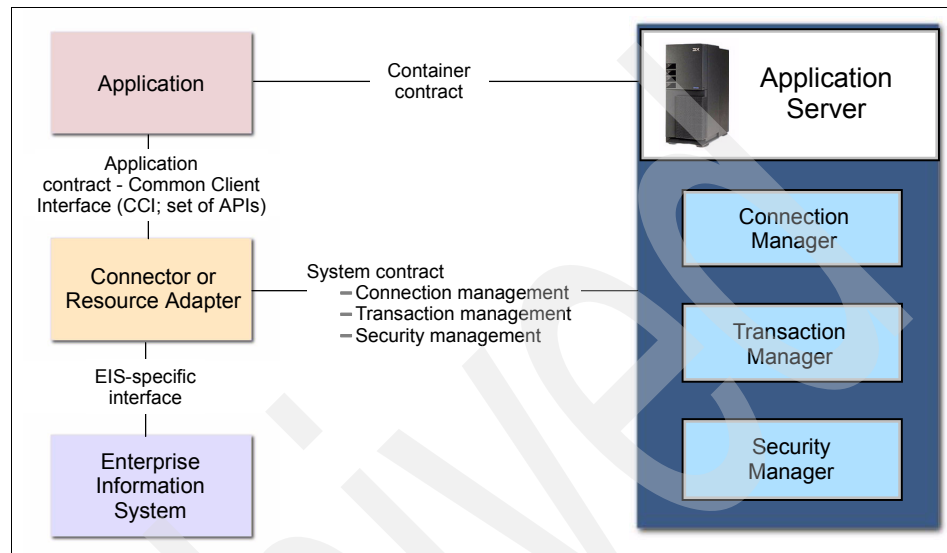 Application
Container
contract
Application
Server
Application
contract - Common Client
Interface (CCI; set of APIs)
Connector or
Resource Adapter
System contract
– Connection management
– Transaction management
– Security management
Connection
Manager
Transaction
Manager
Security
Manager
EIS-specific
interface
Enterprise
Information
System